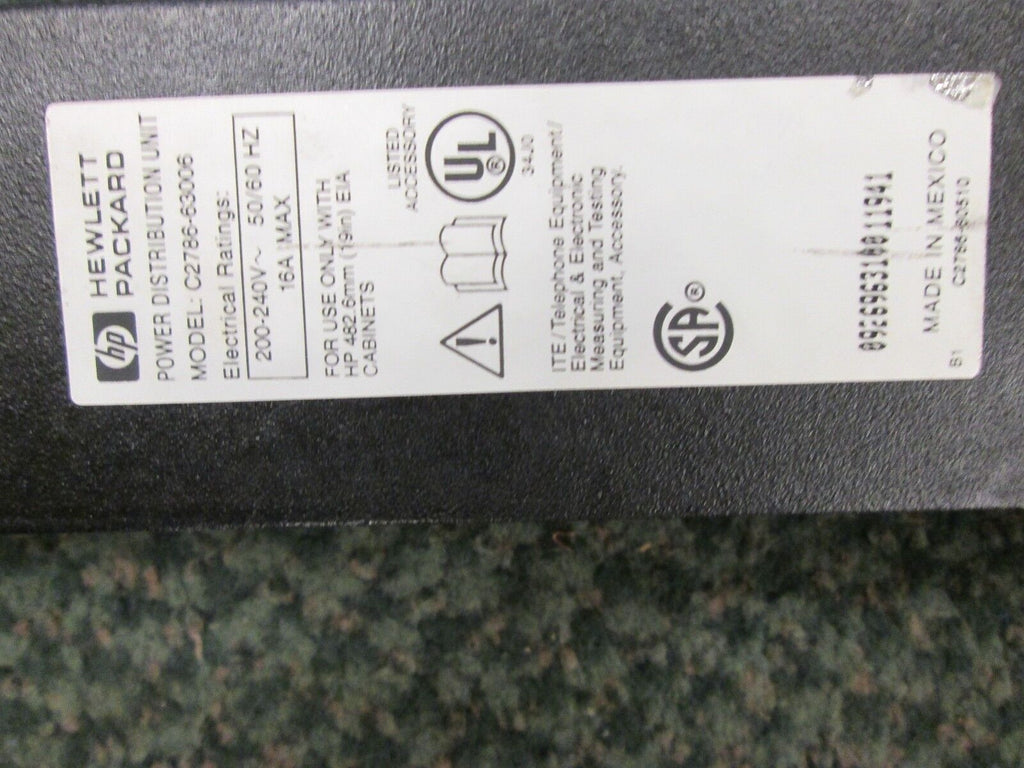 hp HEWLETT
PACKARD
POWER DISTRIBUTION UNIT
MODEL: C2786-63006
Electrical Ratings:
200-240V~ 50/60 HZ
16A MAX
FOR USE ONLY WITH
HP 482.6mm (19in) EIA
CABINETS
LISTED
ACCESSORY
UL ®
34J0
ITE/Telephone Equipment/
Electrical & Electronic
Measuring and Testing
Equipment, Accessory.
SA ®
MADE IN MEXICO
B1